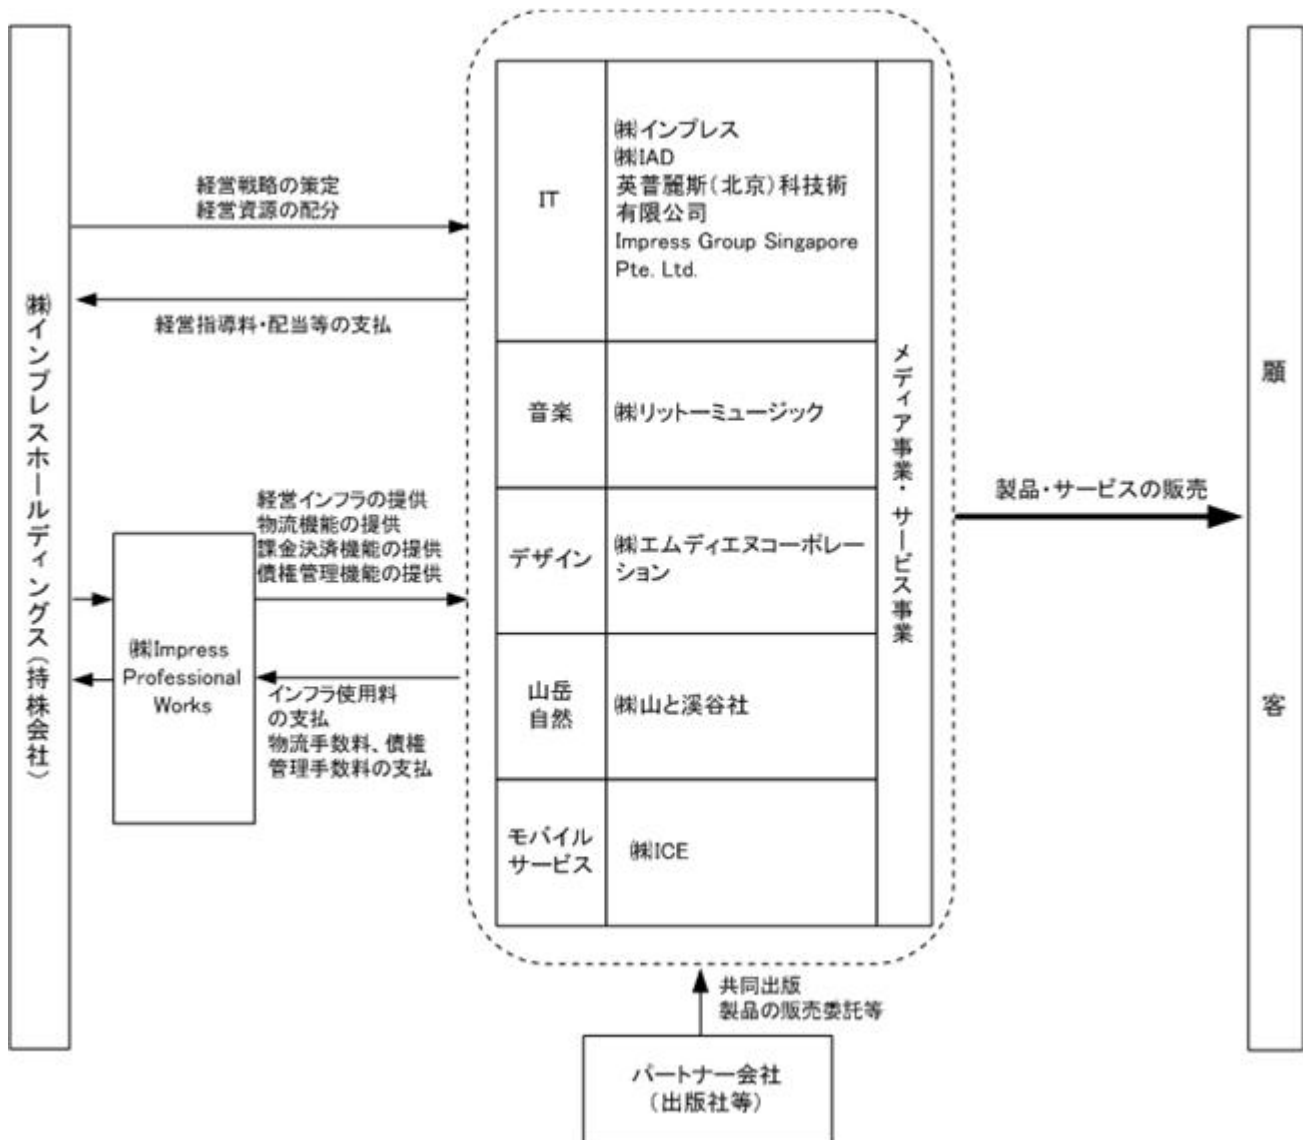 ㈱インプレスホールディングス(持株会社)
経営戦略の策定
経営資源の配分
経営指導料・配当等の支払
経営インフラの提供
物流機能の提供
課金決済機能の提供
債権管理機能の提供
㈱Impress
Professional
Works
インフラ使用料
の支払
物流手数料、債権
管理手数料の支払
IT
㈱インプレス
㈱IAD
英普麗斯(北京)科技術
有限公司
Impress Group Singapore
Pte. Ltd.
音楽
㈱リットーミュージック
デザイン
㈱エムディエヌコーポレー
ション
山岳
自然
㈱山と溪谷社
モバイル
サービス
㈱ICE
メディア事業・サービス事業
製品・サービスの販売
顧客
共同出版
製品の販売委託等
パートナー会社
(出版社等)